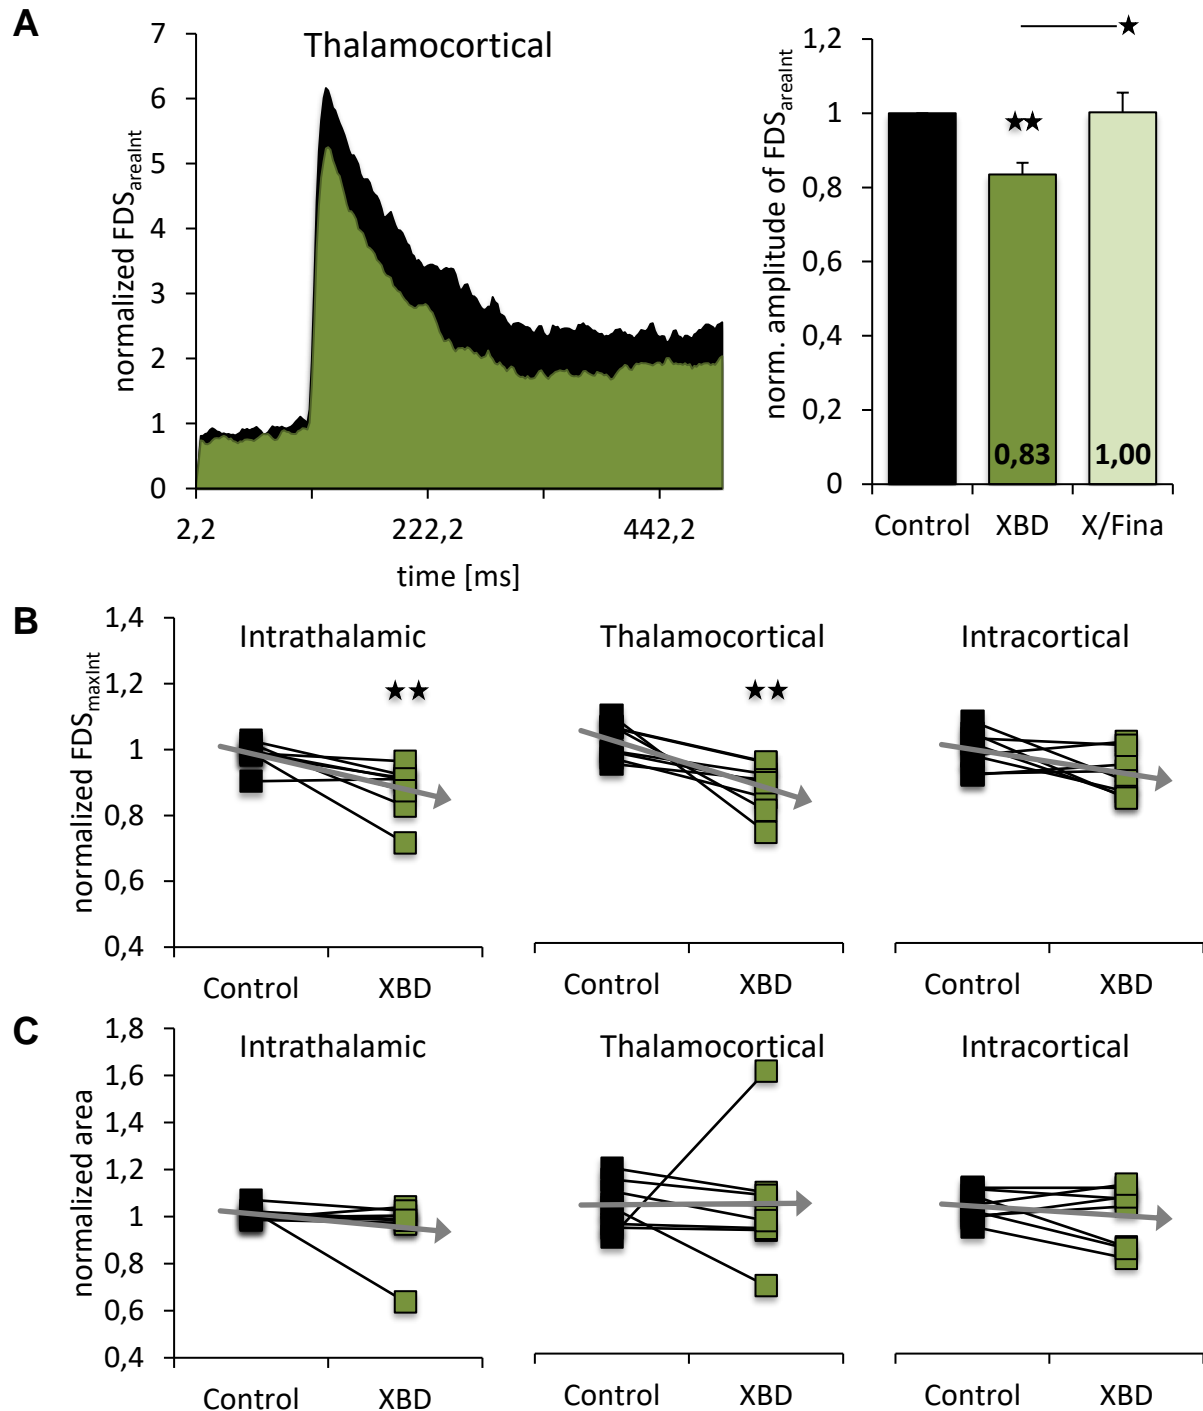 A
Thalamocortical
normalized FDSareaInt
7
6
5
4
3
2
1
0
2,2
222,2
442,2
time [ms]
★
★★
norm. amplitude of FDSareaInt
1,2
1
0,8
0,6
0,4
0,2
0
0,83
1,00
Control
XBD
X/Fina
B
normalized FDSmaxInt
1,4
1,2
1
0,8
0,6
0,4
Intrathalamic
Thalamocortical
Intracortical
★★
★★
Control
XBD
Control
XBD
Control
XBD
C
normalized area
1,8
1,6
1,4
1,2
1
0,8
0,6
0,4
Intrathalamic
Thalamocortical
Intracortical
Control
XBD
Control
XBD
Control
XBD